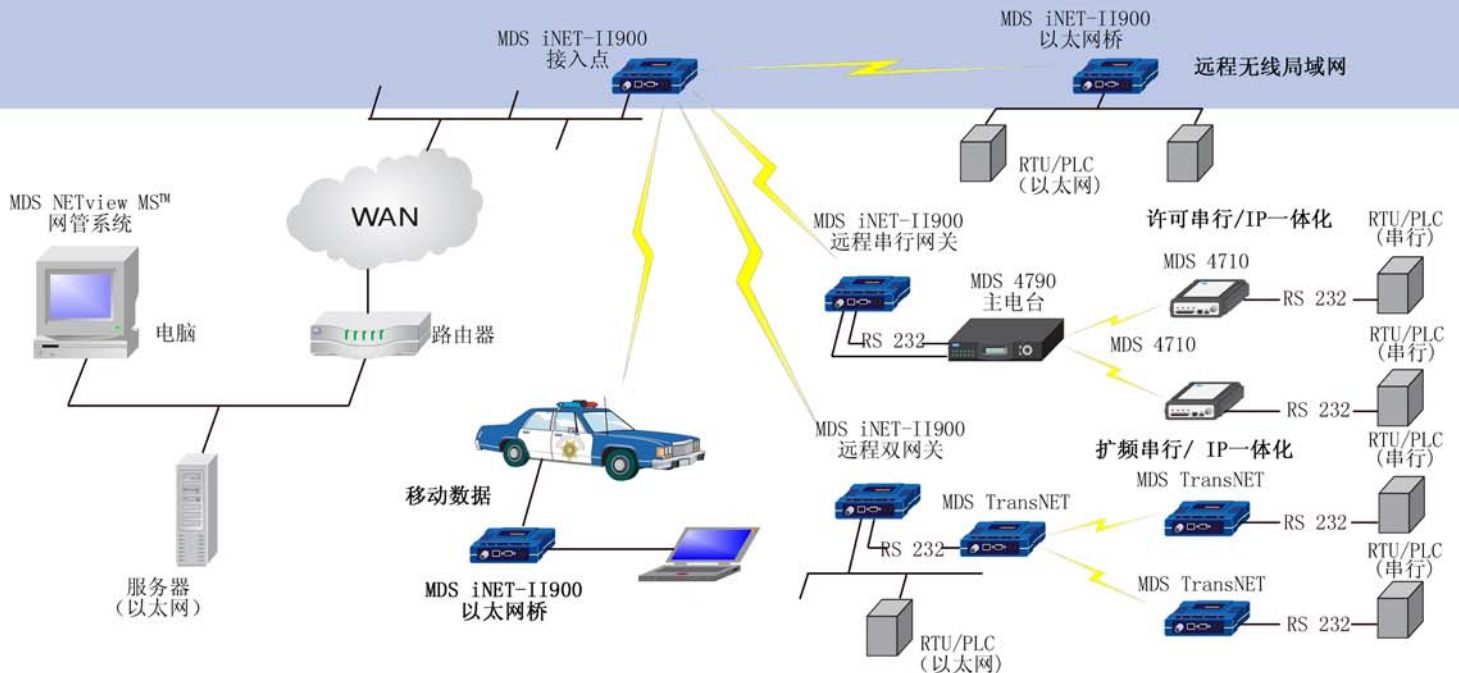 MDS iNET-II900
接入点
MDS iNET-II900
以太网桥
远程无线局域网
RTU/PLC
(以太网)
MDS NETview MS™
网管系统
WAN
电脑
路由器
服务器
(以太网)
移动数据
MDS iNET-II900
以太网桥
MDS iNET-II900
远程串行网关
RS 232
MDS 4790
主电台
许可串行/IP一体化
MDS 4710
RS 232
RTU/PLC
(串行)
MDS 4710
RS 232
RTU/PLC
(串行)
MDS iNET-II900
远程双网关
RS 232
MDS TransNET
RTU/PLC
(以太网)
扩频串行/ IP一体化
MDS TransNET
RS 232
RTU/PLC
(串行)
MDS TransNET
RS 232
RTU/PLC
(串行)